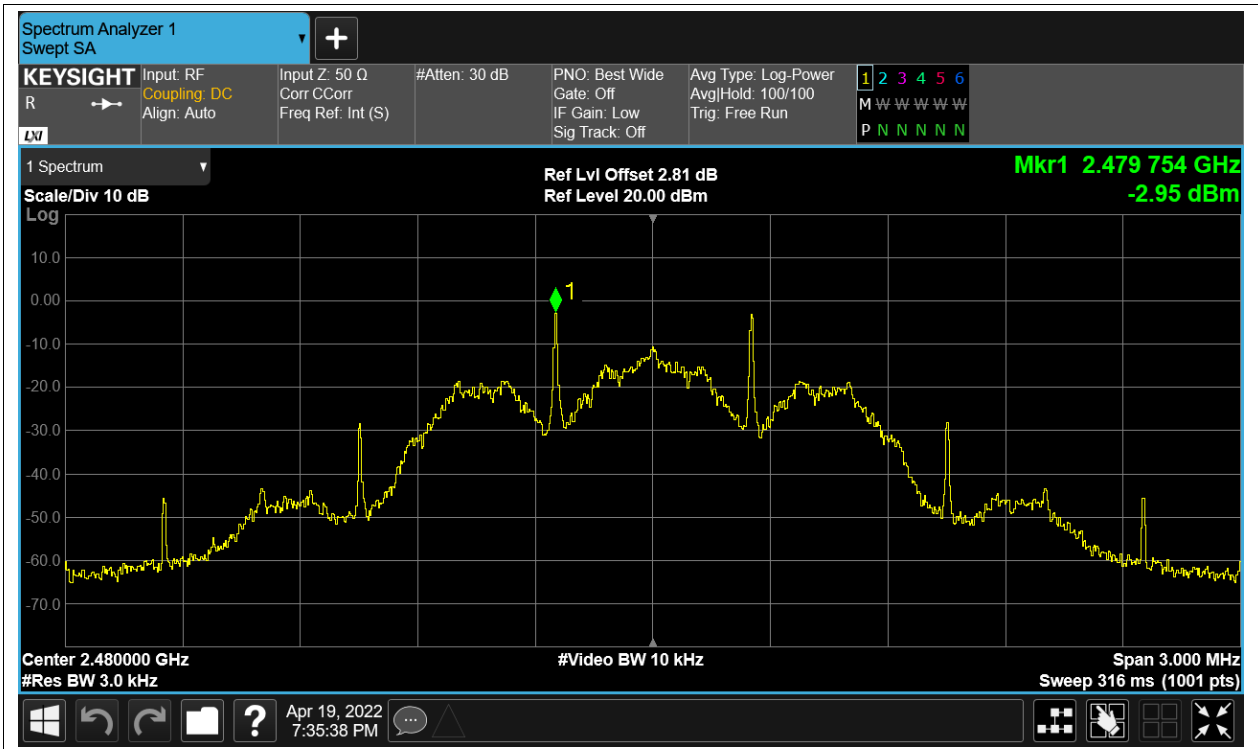 Spectrum Analyzer 1
Swept SA
KEYSIGHT
R
LXI
Input: RF
Coupling: DC
Align: Auto
Input Z: 50 Ω
Corr CCorr
Freq Ref: Int (S)
#Atten: 30 dB
PNO: Best Wide
Gate: Off
IF Gain: Low
Sig Track: Off
Avg Type: Log-Power
Avg|Hold: 100/100
Trig: Free Run
1 2 3 4 5 6
M W W W W W W
P N N N N N N
1 Spectrum
Scale/Div 10 dB
Log
Ref Lvl Offset 2.81 dB
Ref Level 20.00 dBm
Mkr1 2.479 754 GHz
-2.95 dBm
10.0
0.00
-10.0
-20.0
-30.0
-40.0
-50.0
-60.0
-70.0
1
Center 2.480000 GHz
#Res BW 3.0 kHz
#Video BW 10 kHz
Span 3.000 MHz
Sweep 316 ms (1001 pts)
?
Apr 19, 2022
7:35:38 PM